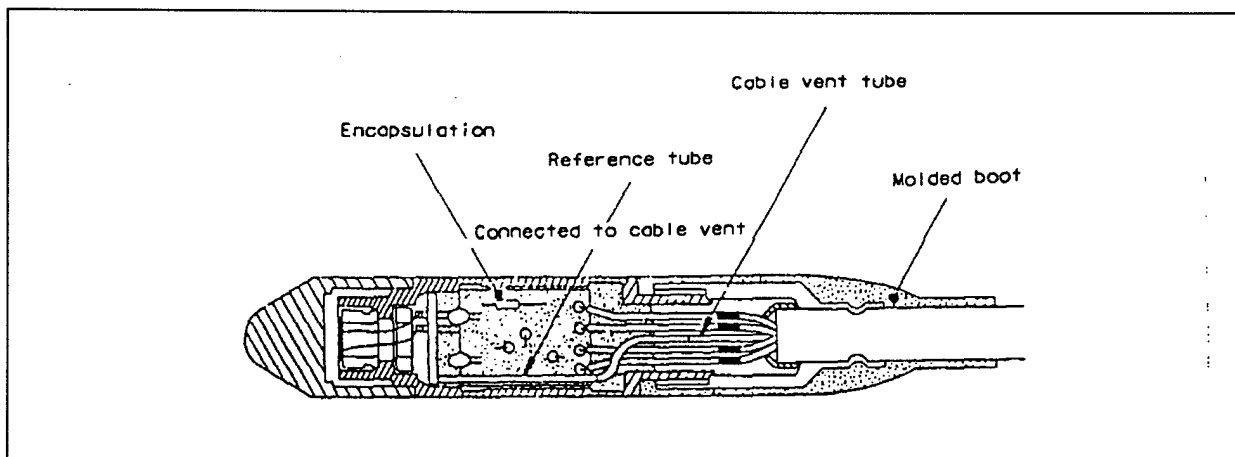 Cable vent tube
Encapsulation
Reference tube
Molded boot
Connected to cable vent